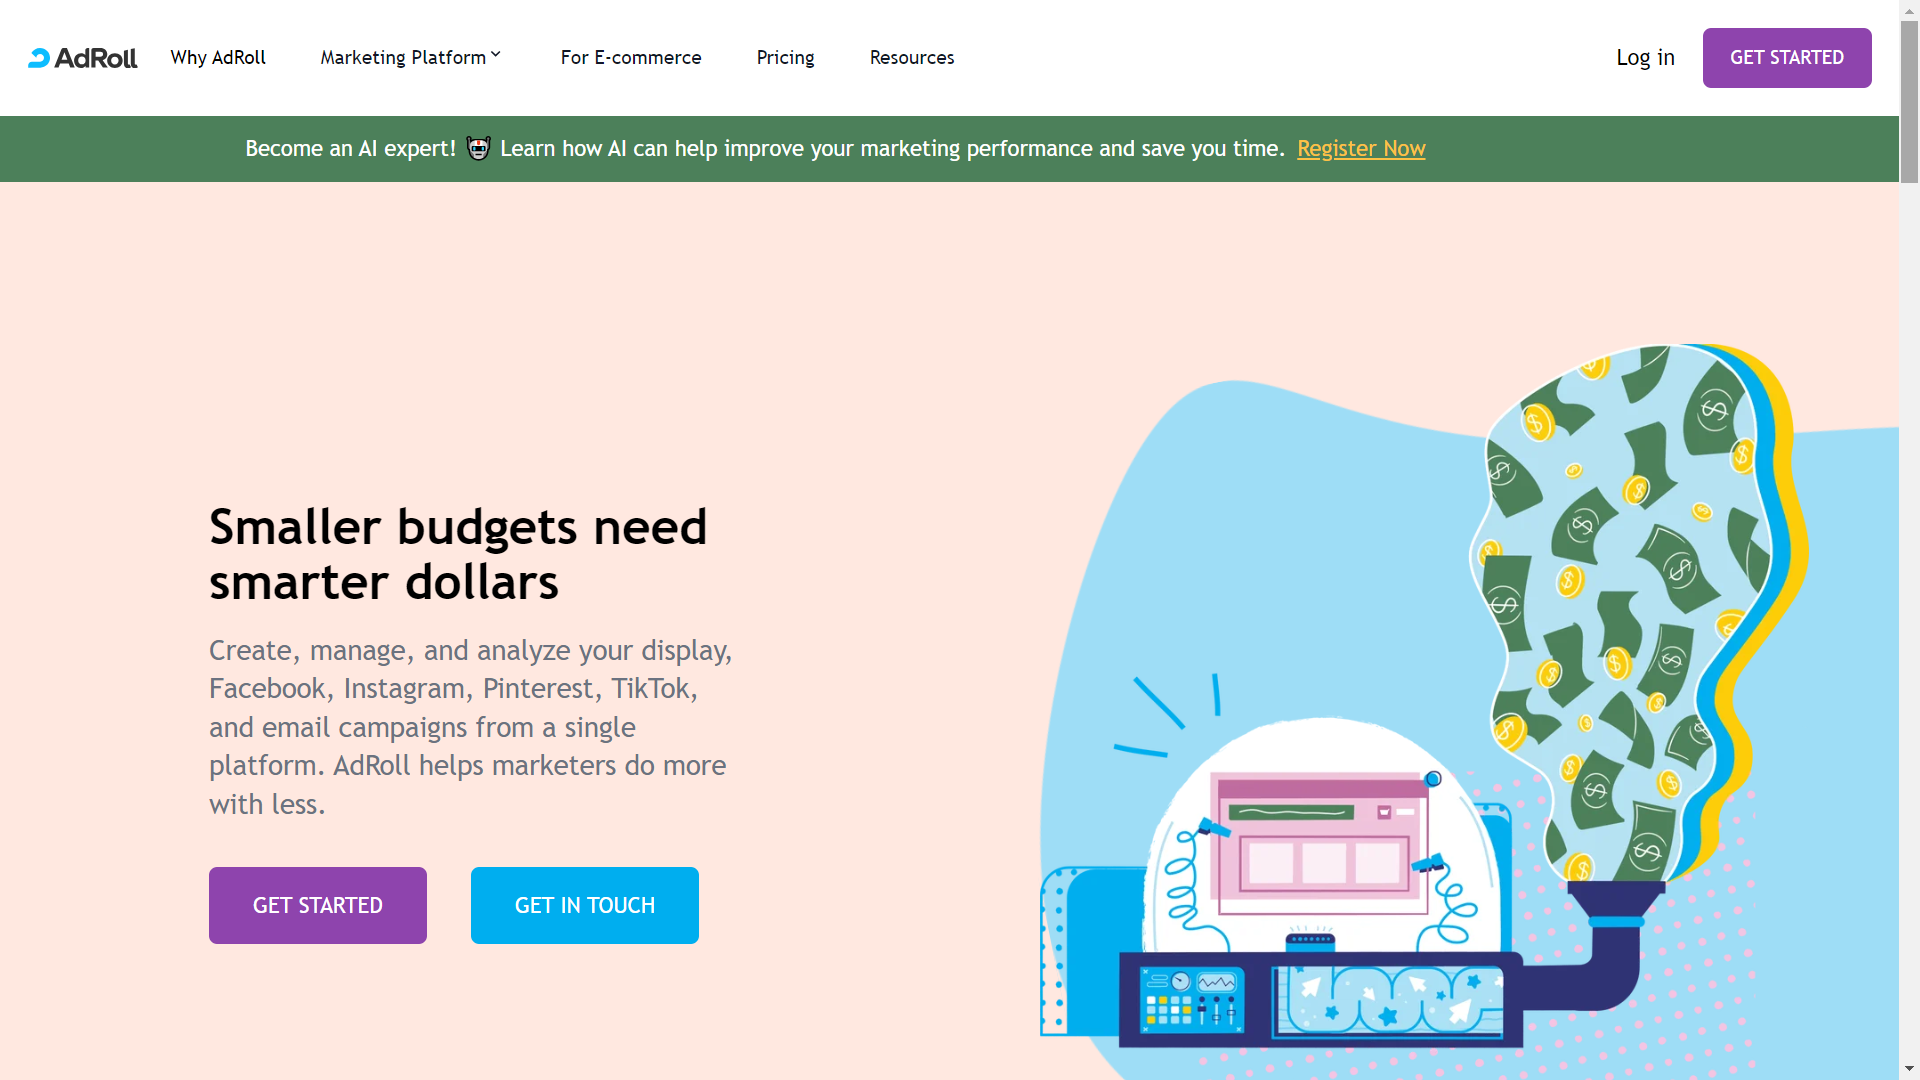 AdRoll
Why AdRoll
Marketing Platform
For E-commerce
Pricing
Resources
Log in
GET STARTED
Become an AI expert! Learn how AI can help improve your marketing performance and save you time. Register Now
Smaller budgets need
smarter dollars
Create, manage, and analyze your display,
Facebook, Instagram, Pinterest, TikTok,
and email campaigns from a single
platform. AdRoll helps marketers do more
with less.
GET STARTED
GET IN TOUCH